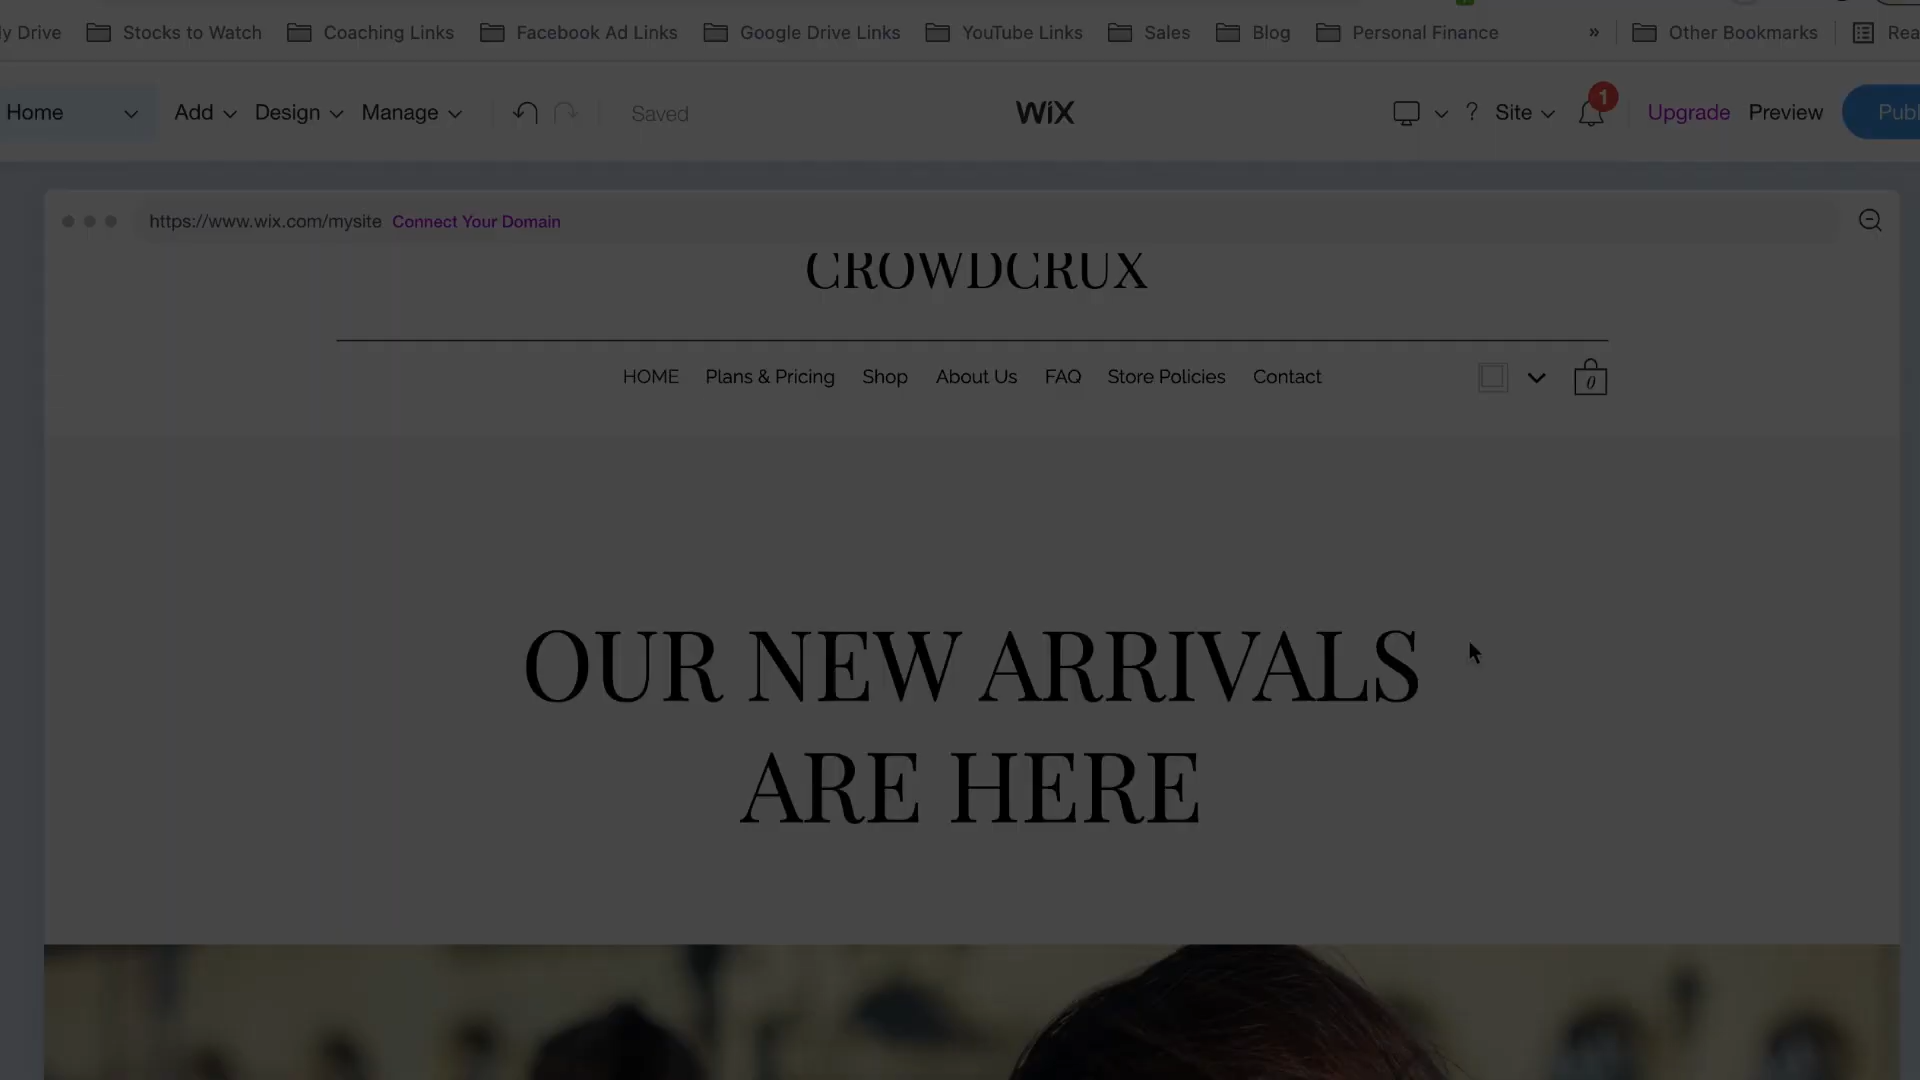 y Drive Stocks to Watch Coaching Links Facebook Ad Links Google Drive Links YouTube Links Sales Blog Personal Finance » Other Bookmarks Rea
Home Add Design Manage Saved WiX ? Site 1 Upgrade Preview Publ
https://www.wix.com/mysite Connect Your Domain
CROWDCRUX
HOME Plans & Pricing Shop About Us FAQ Store Policies Contact 0
OUR NEW ARRIVALS
ARE HERE